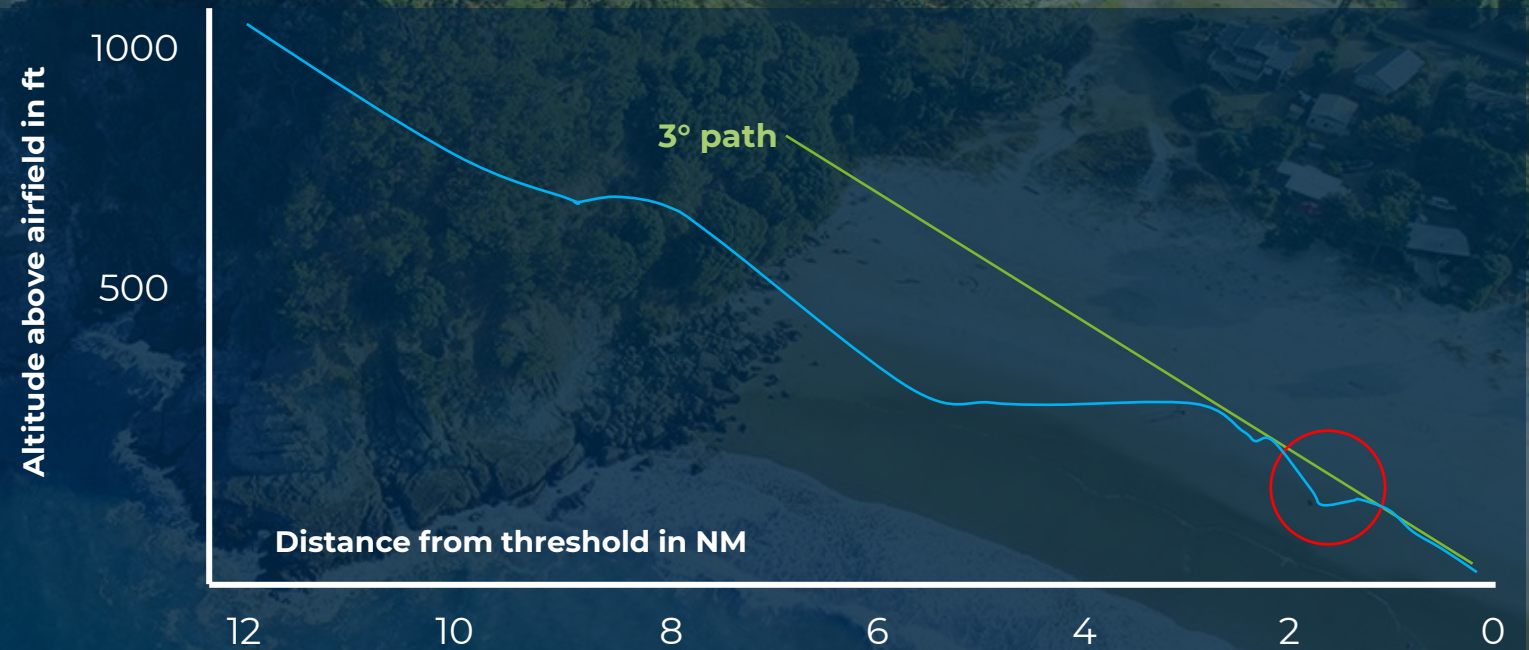 Altitude above airfield in ft
1000
500
3° path
Distance from threshold in NM
12 10 8 6 4 2 0